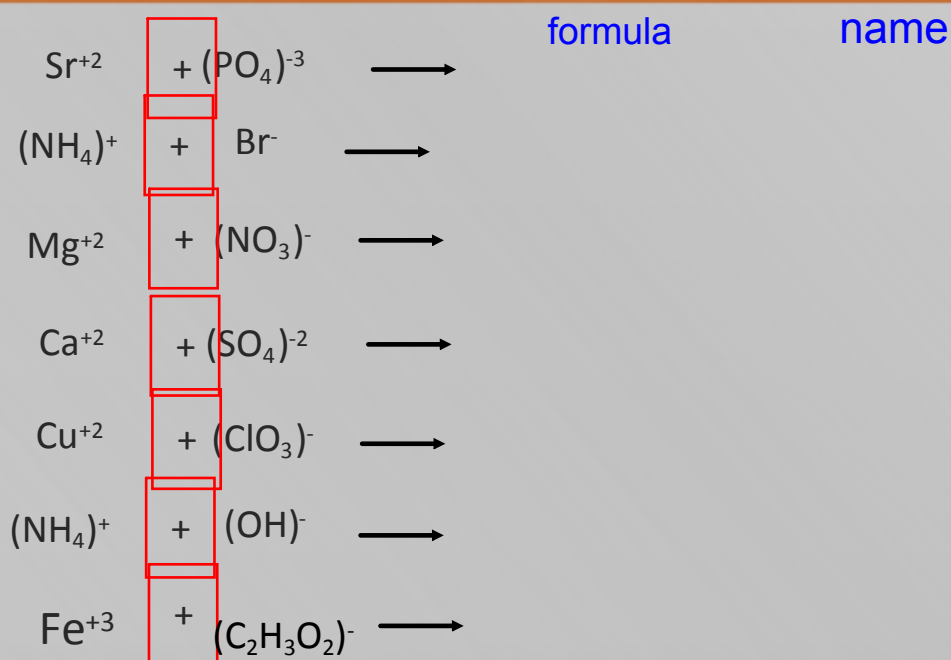 formula name
Sr⁺² + (PO₄)⁻³
(NH₄)⁺ + Br⁻
Mg⁺² + (NO₃)⁻
Ca⁺² + (SO₄)⁻²
Cu⁺² + (ClO₃)⁻
(NH₄)⁺ + (OH)⁻
Fe⁺³ + (C₂H₃O₂)⁻